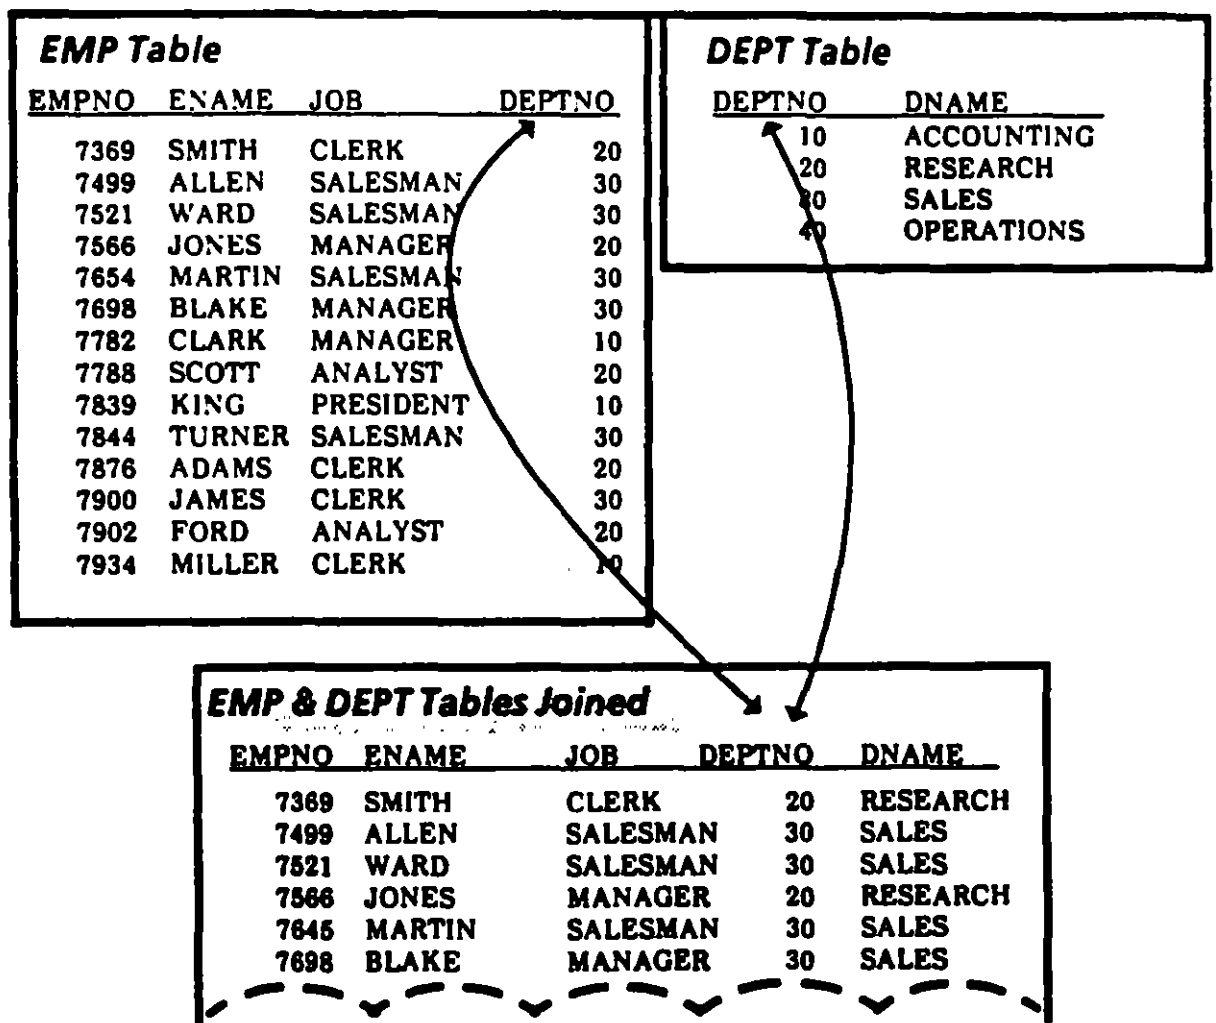 EMP Table
EMPNO ENAME JOB DEPTNO
7369 SMITH CLERK 20
7499 ALLEN SALESMAN 30
7521 WARD SALESMAN 30
7566 JONES MANAGER 20
7654 MARTIN SALESMAN 30
7698 BLAKE MANAGER 30
7782 CLARK MANAGER 10
7788 SCOTT ANALYST 20
7839 KING PRESIDENT 10
7844 TURNER SALESMAN 30
7876 ADAMS CLERK 20
7900 JAMES CLERK 30
7902 FORD ANALYST 20
7934 MILLER CLERK 10
DEPT Table
DEPTNO DNAME
10 ACCOUNTING
20 RESEARCH
30 SALES
40 OPERATIONS
EMP & DEPT Tables Joined
EMPNO ENAME JOB DEPTNO DNAME
7369 SMITH CLERK 20 RESEARCH
7499 ALLEN SALESMAN 30 SALES
7521 WARD SALESMAN 30 SALES
7566 JONES MANAGER 20 RESEARCH
7645 MARTIN SALESMAN 30 SALES
7698 BLAKE MANAGER 30 SALES